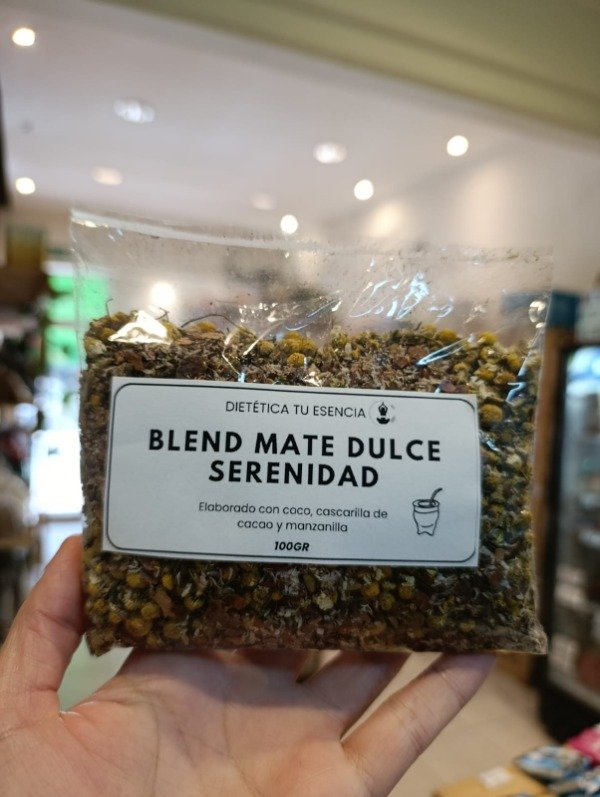 DIETÉTICA TU ESENCIA
BLEND MATE DULCE
SERENIDAD
Elaborado con coco, cascarilla de
cacao y manzanilla
100GR